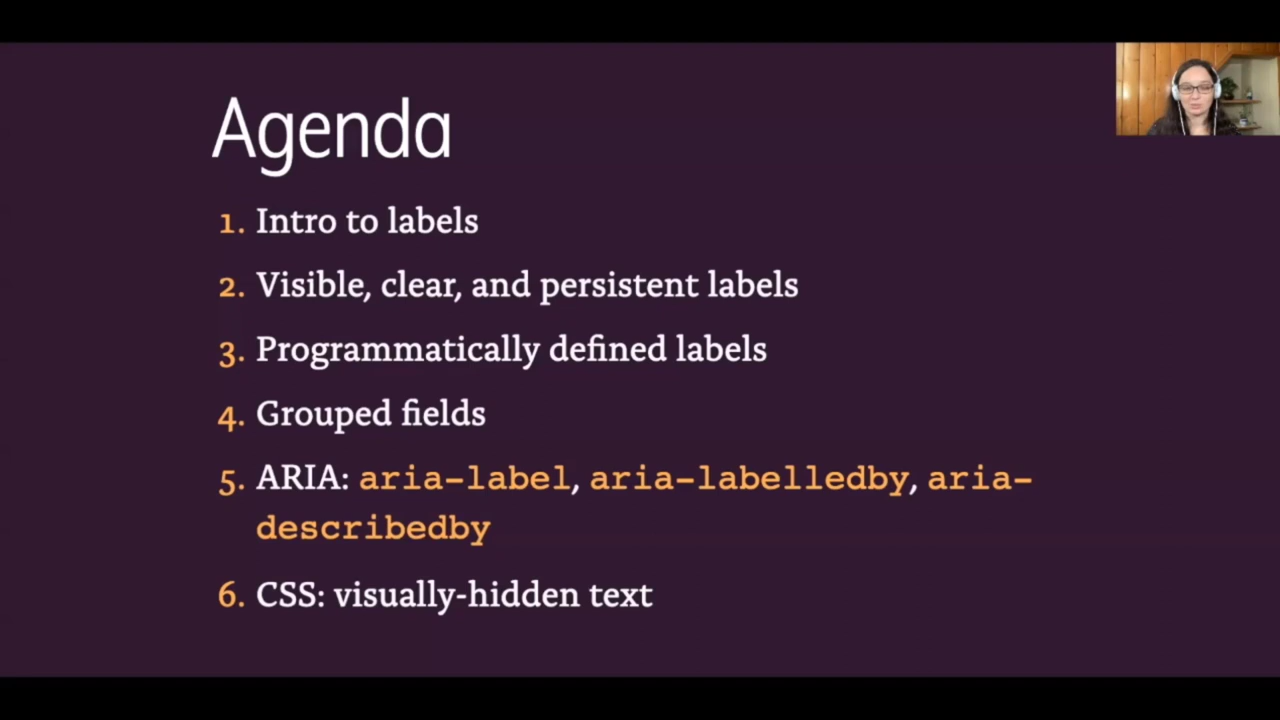 Agenda
1. Intro to labels
2. Visible, clear, and persistent labels
3. Programmatically defined labels
4. Grouped fields
5. ARIA: aria-label, aria-labelledby, aria-
describedby
6. CSS: visually-hidden text